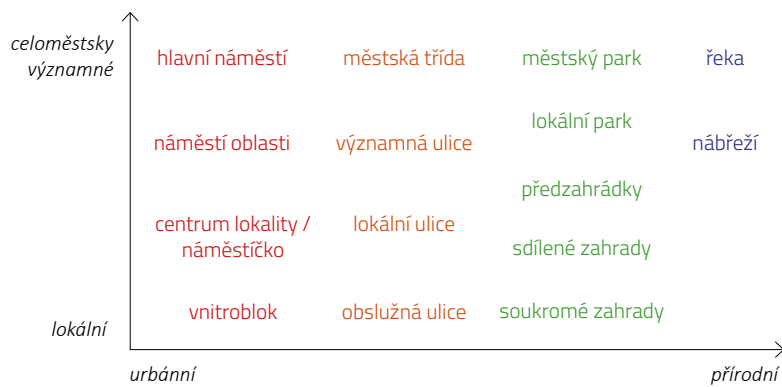 celoměstsky
významné
hlavní náměstí
městská třída
městský park
řeka
lokální park
náměstí oblasti
významná ulice
nábřeží
předzahrádky
centrum lokality /
náměstíčko
lokální ulice
sdílené zahrady
lokální
vnitroblok
obslužná ulice
soukromé zahrady
urbánní
přírodní